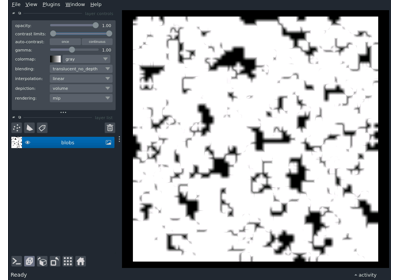 File View Plugins Window Help
opacity: 1.00
contrast limits:
auto-contrast: once continuous
gamma: 1.00
colormap: gray
blending: translucent_no_depth
interpolation: linear
depiction: volume
rendering: mip
blobs
Ready
activity